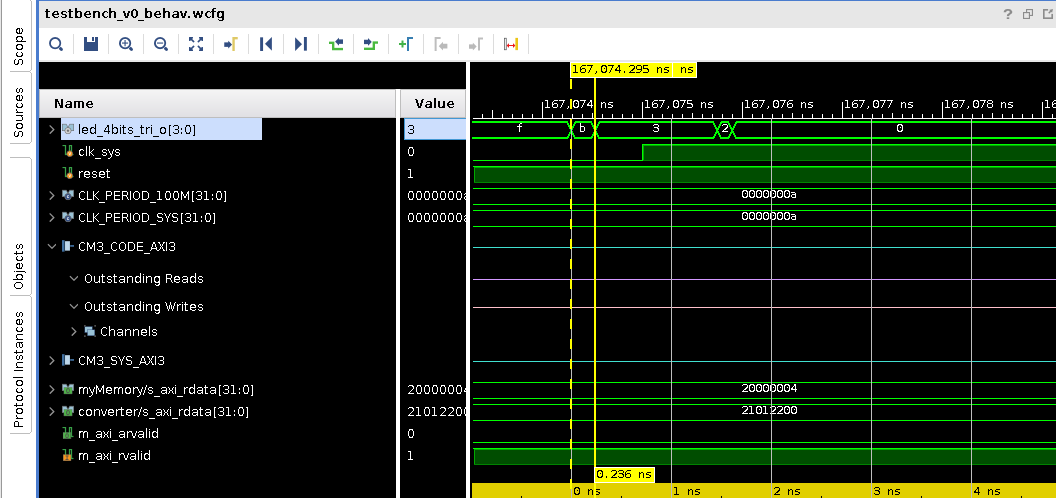 testbench_v0_behav.wcfg
?
167,074.295 ns ns
Name Value
167,074 ns 167,075 ns 167,076 ns 167,077 ns 167,078 ns
led_4bits_tri_o[3:0] 3 f b 3 2 0
clk_sys 0
reset 1
CLK_PERIOD_100M[31:0] 0000000a 0000000a
CLK_PERIOD_SYS[31:0] 0000000a 0000000a
CM3_CODE_AXI3
Outstanding Reads
Outstanding Writes
Channels
CM3_SYS_AXI3
myMemory/s_axi_rdata[31:0] 20000004 20000004
converter/s_axi_rdata[31:0] 21012200 21012200
m_axi_arvalid 0
m_axi_rvalid 1
0.236 ns
0 ns 1 ns 2 ns 3 ns 4 ns
Scope
Sources
Objects
Protocol Instances